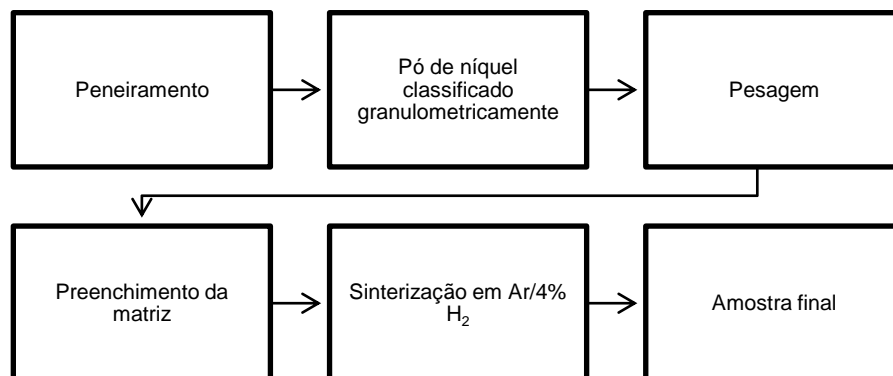 Peneiramento
Pó de níquel
classificado
granulometricamente
Pesagem
Preenchimento da
matriz
Sinterização em Ar/4%
H₂
Amostra final